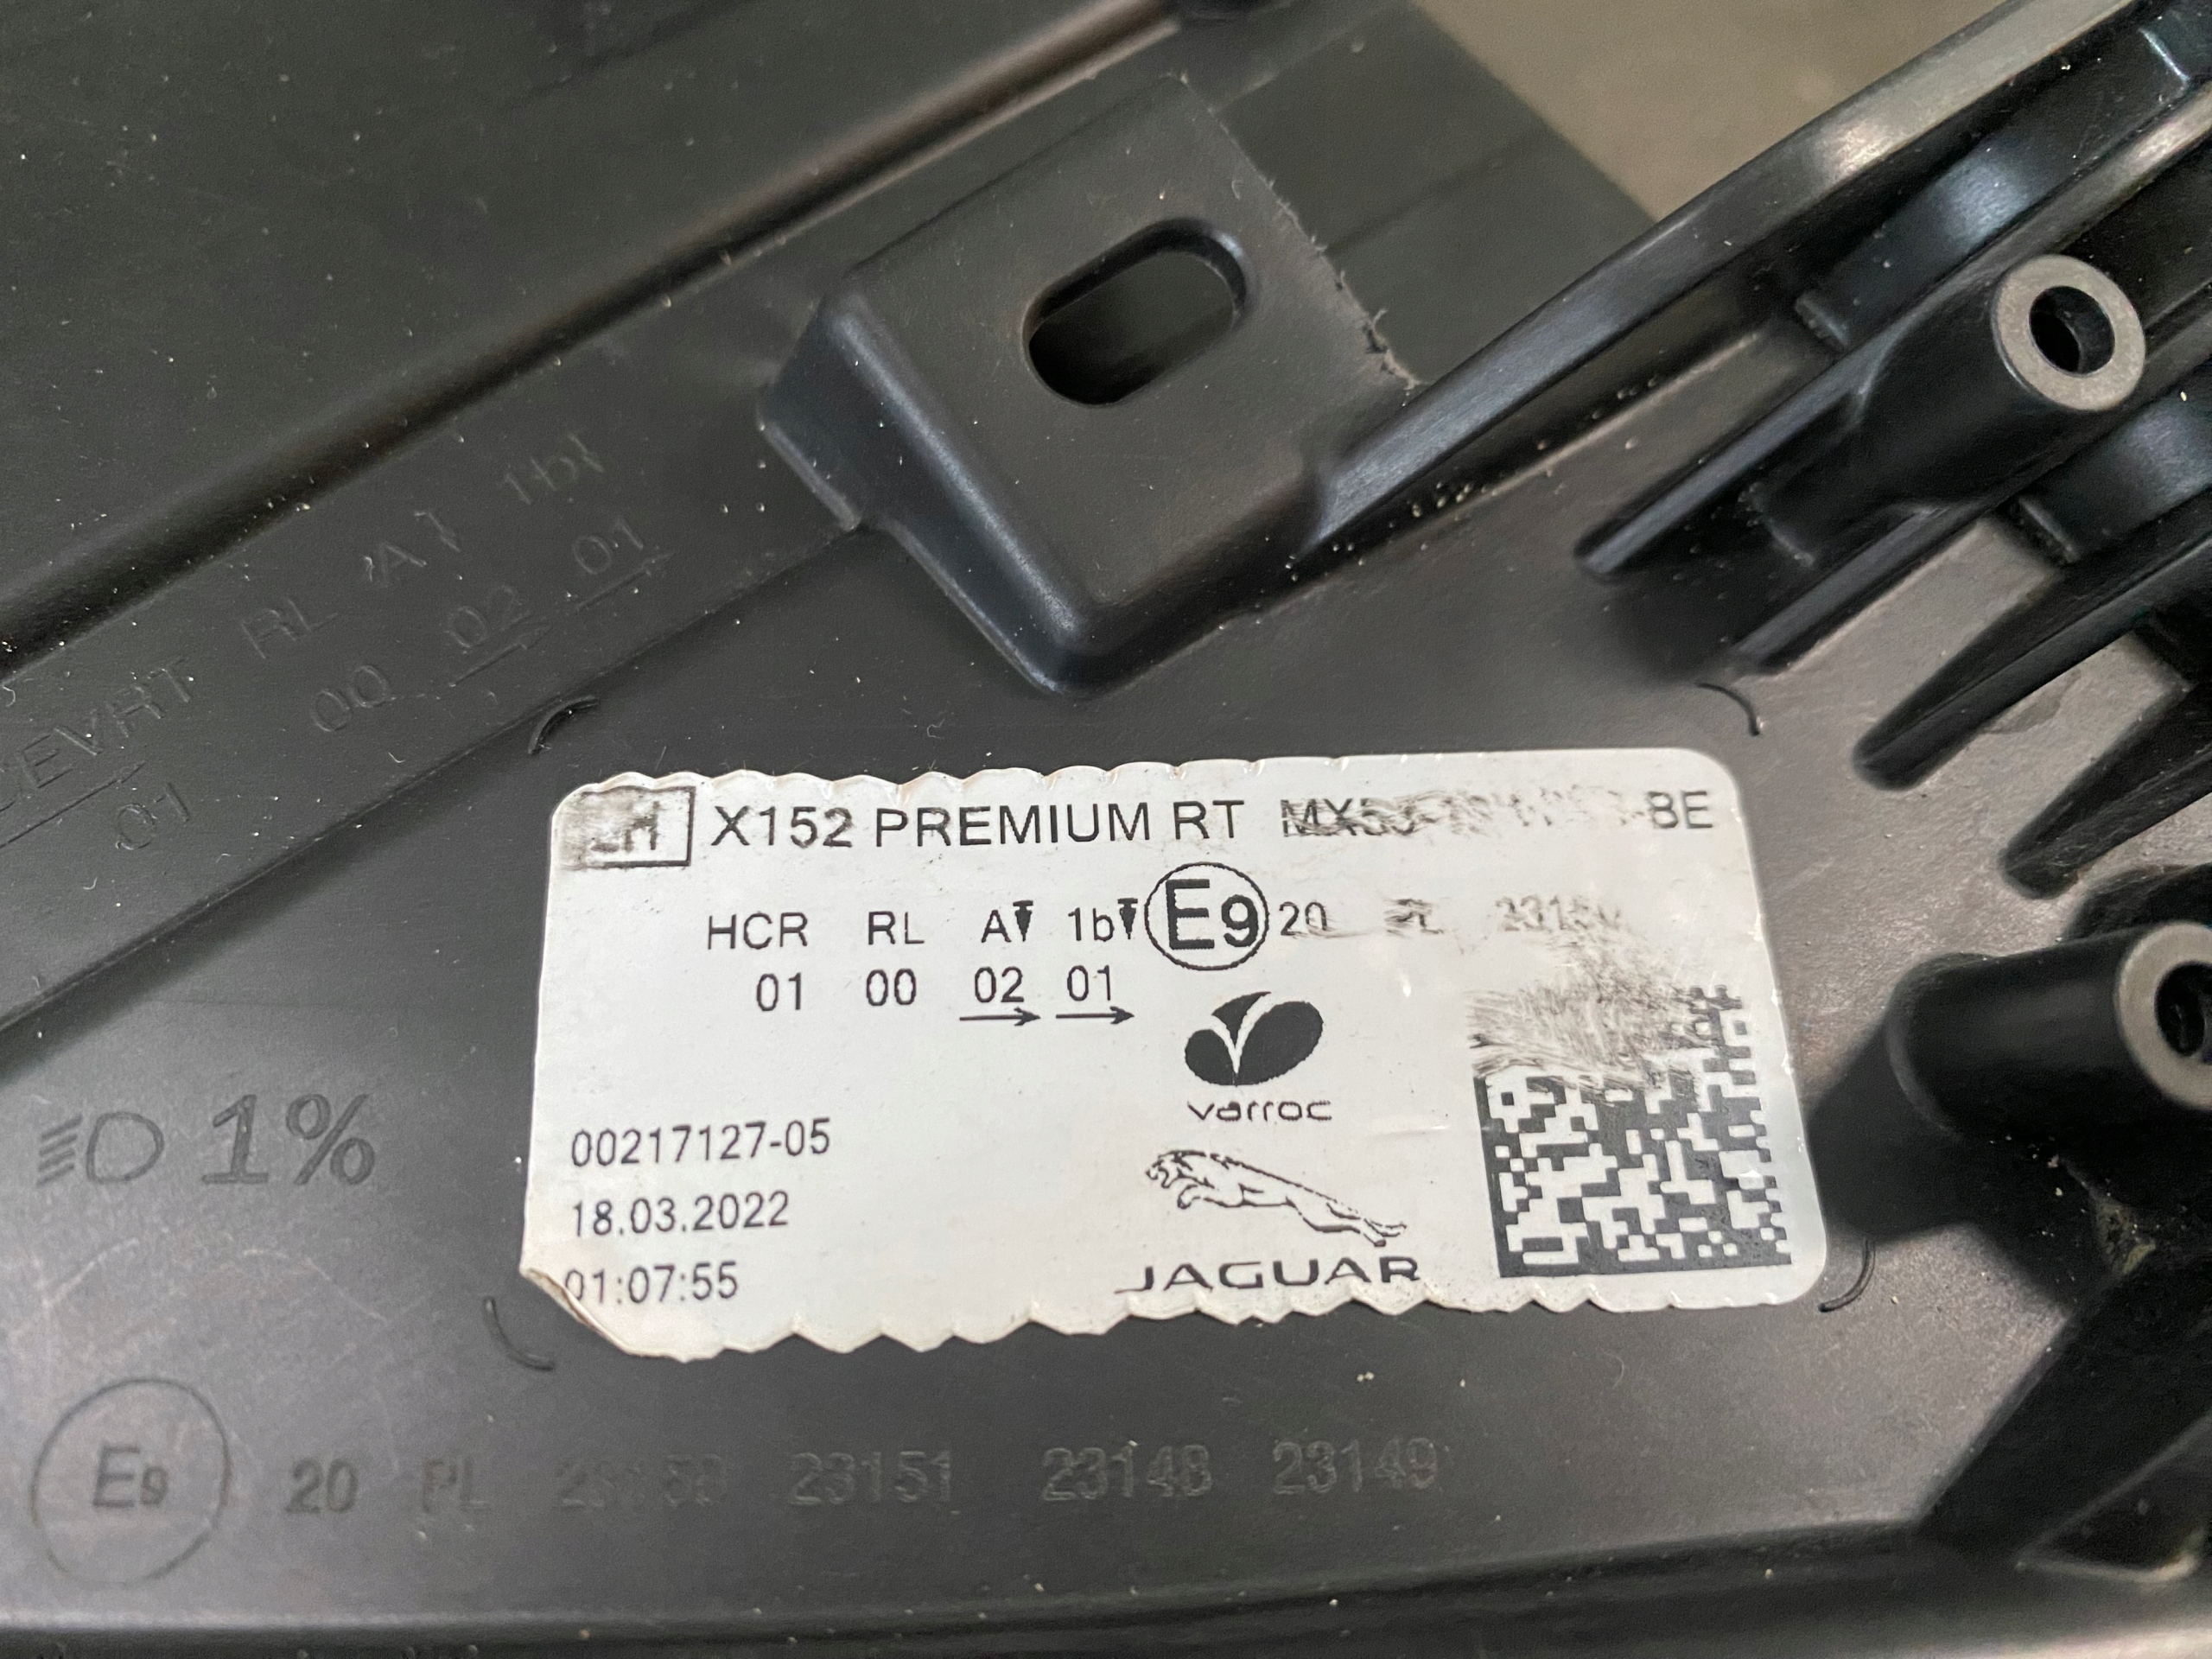 1b
RL A
00 02 01
01
X152 PREMIUM RT
HCR RL A 1b E9 20
01 00 02 01
varroc
00217127-05
18.03.2022
01:07:55
JAGUAR
1%
E9 20 PL 23151 23148 23149